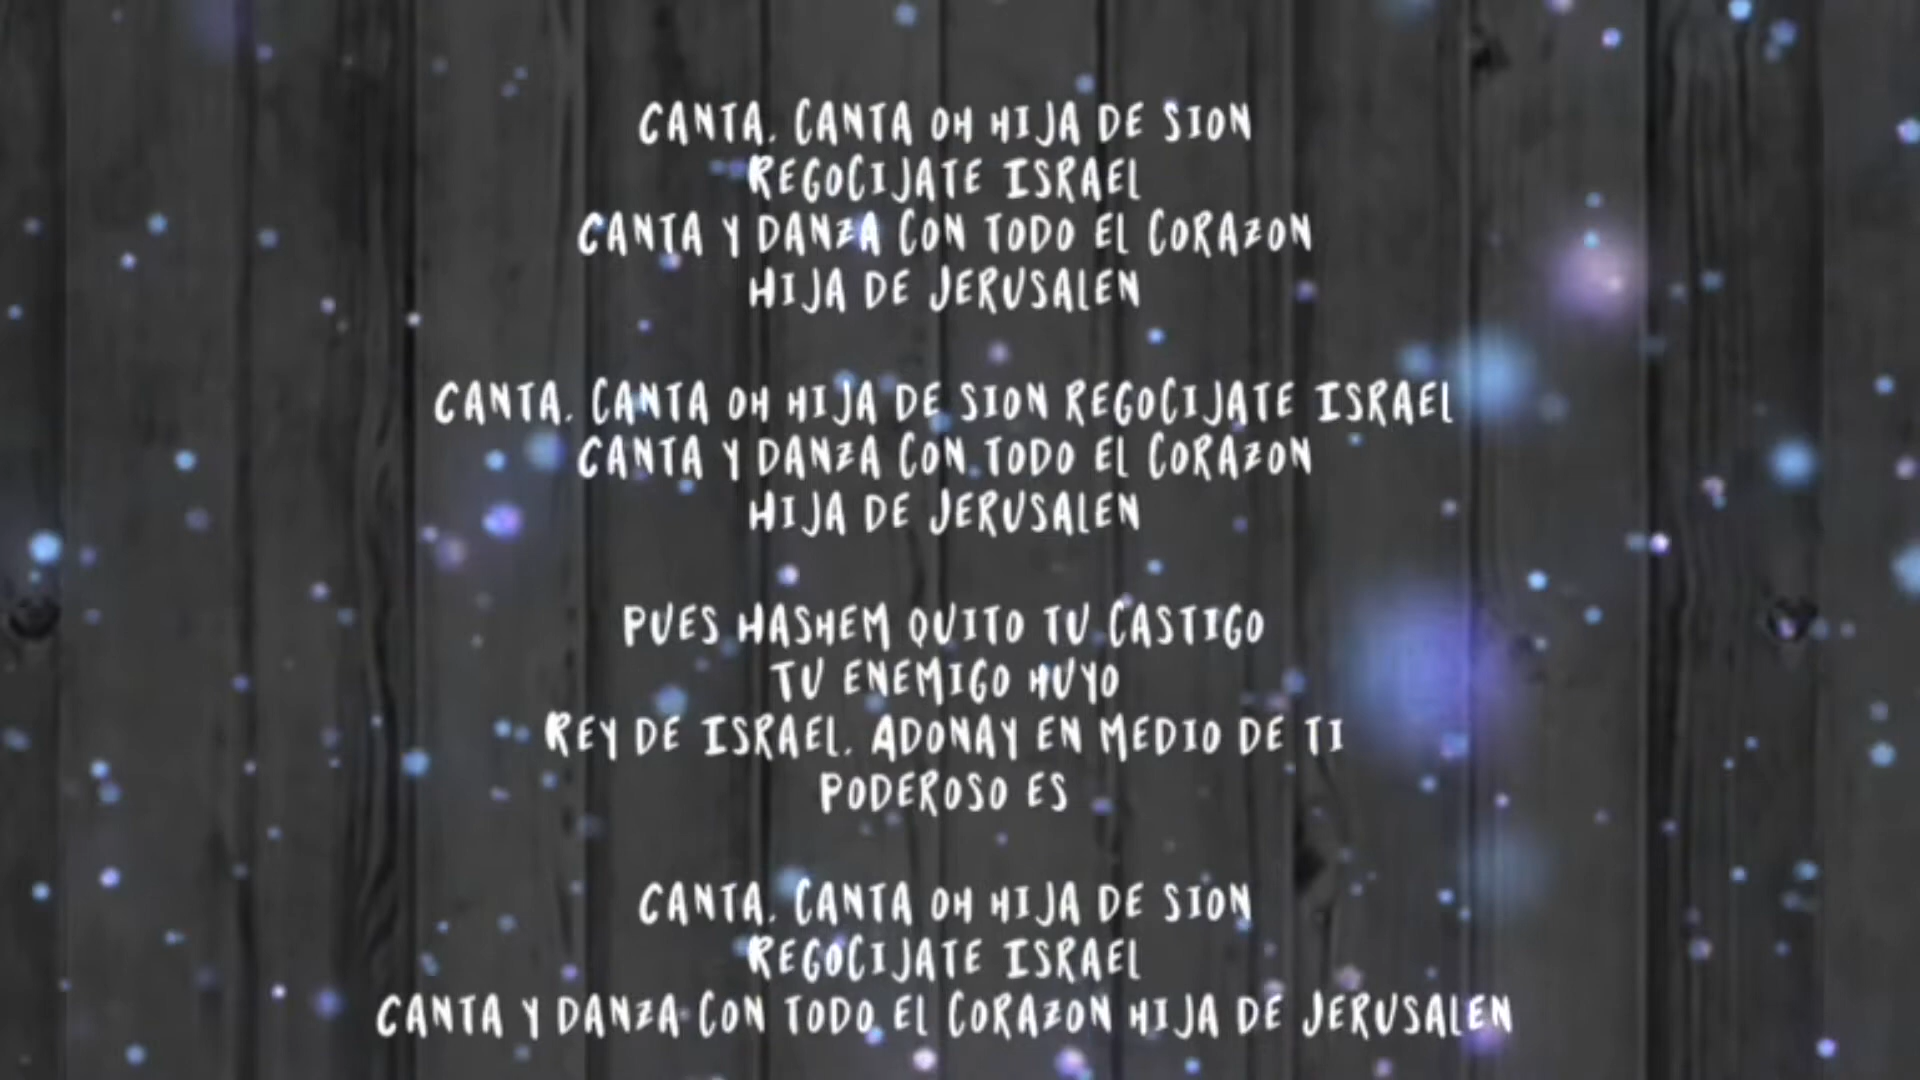 CANTA, CANTA OH HIJA DE SION
REGOCIJATE ISRAEL
CANTA Y DANZA CON TODO EL CORAZON
HIJA DE JERUSALEN
CANTA, CANTA OH HIJA DE SION REGOCIJATE ISRAEL
CANTA Y DANZA CON TODO EL CORAZON
HIJA DE JERUSALEN
PUES HASHEM QUITO TU CASTIGO
TU ENEMIGO HUYO
REY DE ISRAEL, ADONAY EN MEDIO DE TI
PODEROSO ES
CANTA, CANTA OH HIJA DE SION
REGOCIJATE ISRAEL
CANTA Y DANZA CON TODO EL CORAZON HIJA DE JERUSALEN